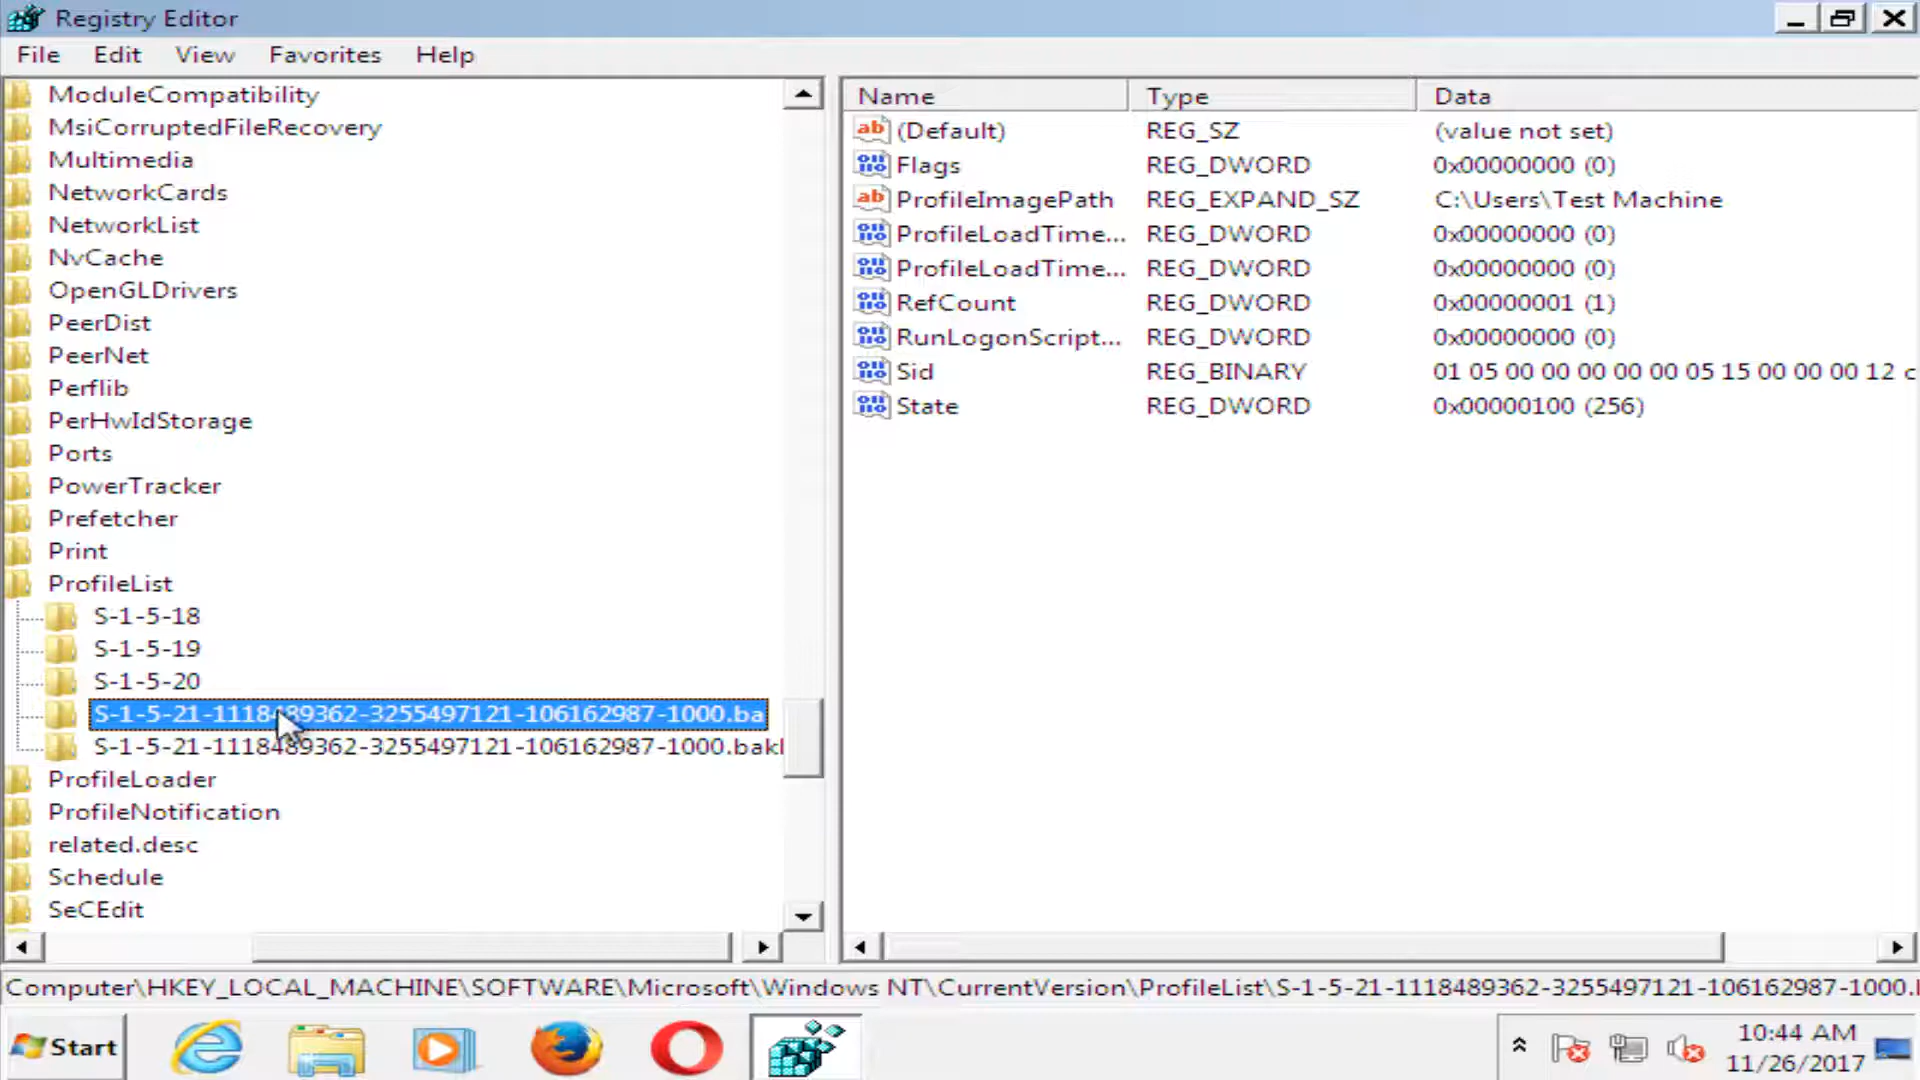 Registry Editor
File Edit View Favorites Help
ModuleCompatibility
MsiCorruptedFileRecovery
Multimedia
NetworkCards
NetworkList
NvCache
OpenGLDrivers
PeerDist
PeerNet
Perflib
PerHwIdStorage
Ports
PowerTracker
Prefetcher
Print
ProfileList
S-1-5-18
S-1-5-19
S-1-5-20
S-1-5-21-1118489362-3255497121-106162987-1000.ba
S-1-5-21-1118489362-3255497121-106162987-1000.bak
ProfileLoader
ProfileNotification
related.desc
Schedule
SeCEdit
Name Type Data
(Default) REG_SZ (value not set)
Flags REG_DWORD 0x00000000 (0)
ProfileImagePath REG_EXPAND_SZ C:\Users\Test Machine
ProfileLoadTime... REG_DWORD 0x00000000 (0)
ProfileLoadTime... REG_DWORD 0x00000000 (0)
RefCount REG_DWORD 0x00000001 (1)
RunLogonScript... REG_DWORD 0x00000000 (0)
Sid REG_BINARY 01 05 00 00 00 00 00 05 15 00 00 00 12 c
State REG_DWORD 0x00000100 (256)
Computer\HKEY_LOCAL_MACHINE\SOFTWARE\Microsoft\Windows NT\CurrentVersion\ProfileList\S-1-5-21-1118489362-3255497121-106162987-1000.
Start
10:44 AM
11/26/2017